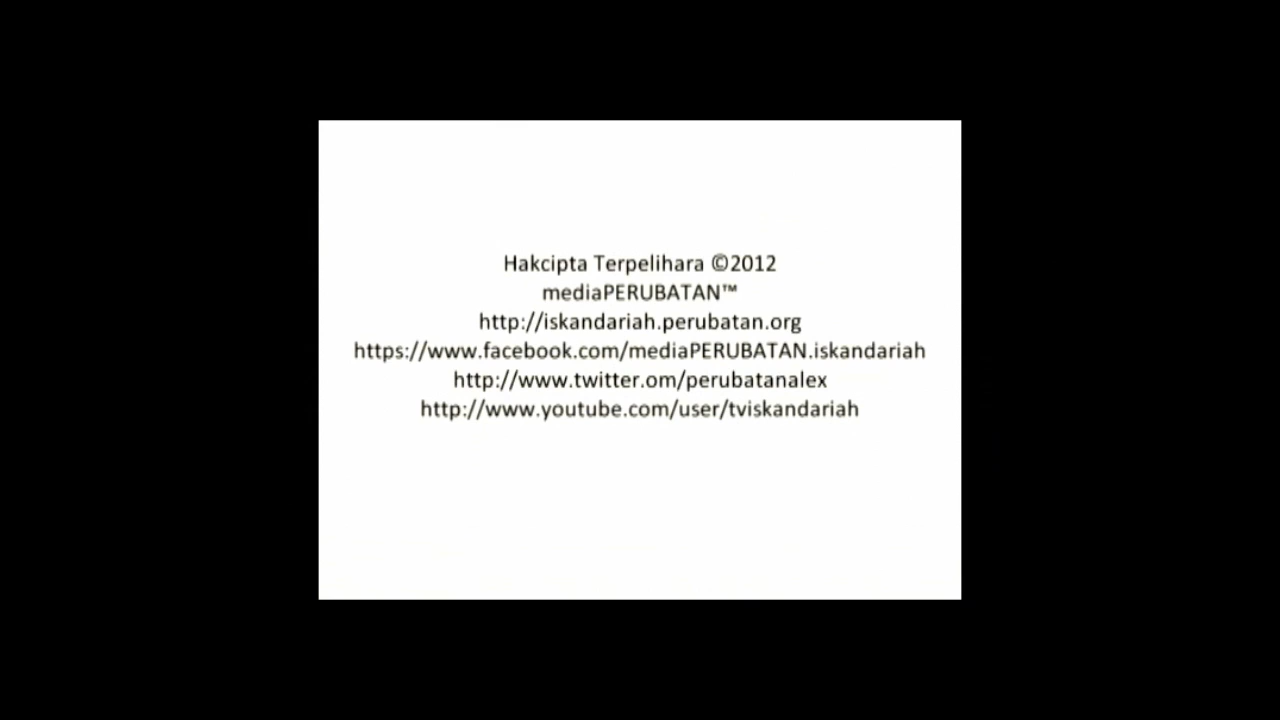 Hakcipta Terpelihara ©2012
mediaPERUBATAN™
http://iskandariah.perubatan.org
https://www.facebook.com/mediaPERUBATAN.iskandariah
http://www.twitter.om/perubatanalex
http://www.youtube.com/user/tviskandariah